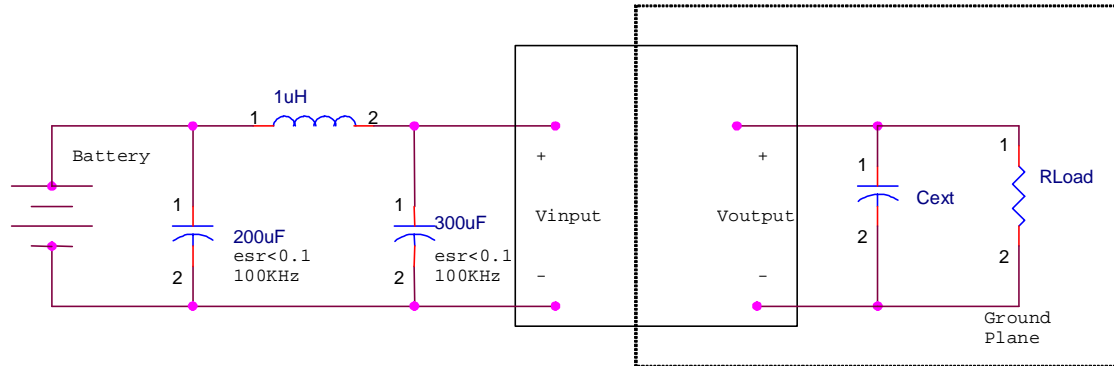 1uH
1
2
Battery
1
200uF
esr<0.1
100KHz
2
1
300uF
esr<0.1
100KHz
2
+
Vinput
-
+
Voutput
-
1
Cext
2
1
RLoad
2
Ground
Plane